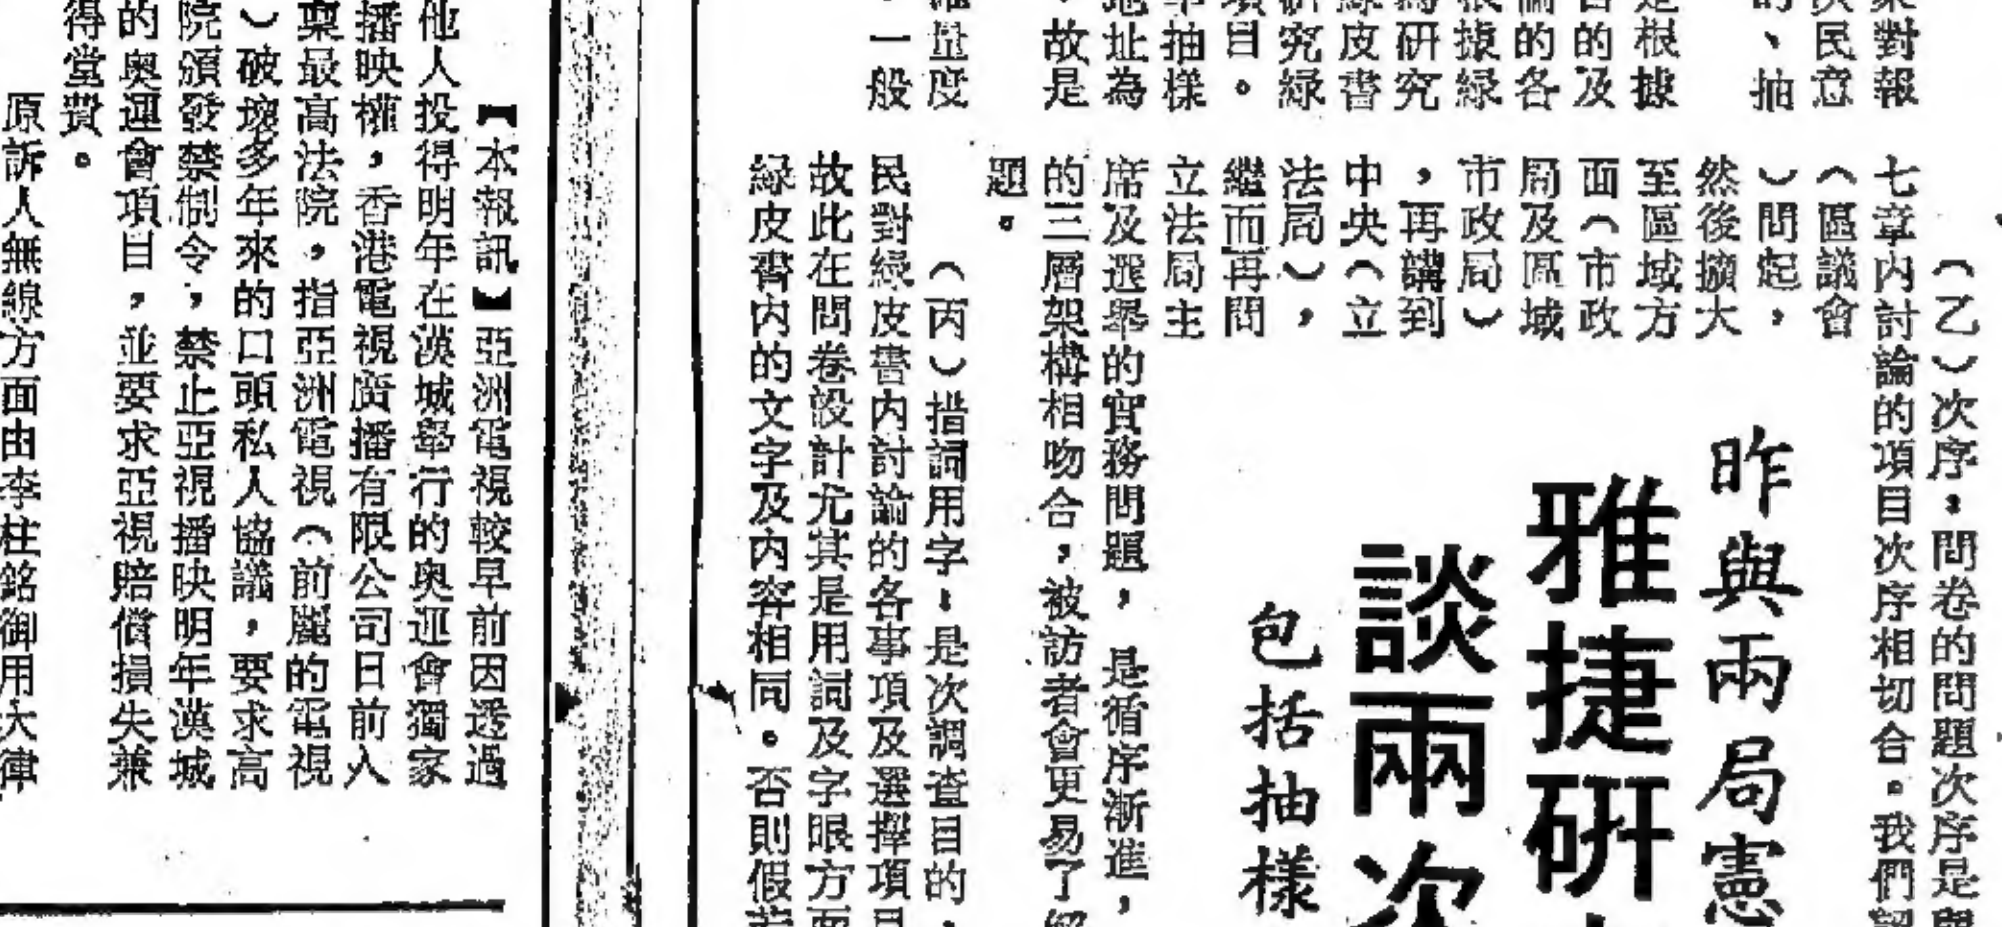 案對報
民意
的、抽
是根據
目的及
論的各
根據綠
為研究
綠皮書
研究綠
項目。
抽樣
地址為
，故是
量度
。一般
（乙）次序：問卷的問題次序是與
七章內討論的項目次序相切合。我們認
（區議會
）問起，
然後擴大
至區域方
面（市政
局及區域
市政局）
，再講到
中央（立
法局），
繼而再問
立法局主
席及選舉的實務問題，是循序漸進，
的三層架構相吻合，被訪者會更易了解
題。
（丙）措詞用字：是次調查目的，
民對綠皮書內討論的各事項及選擇項目
故此在問卷設計尤其是用詞及字眼方面
綠皮書內的文字及內容相同。否則假若
昨與兩局憲
雅捷研
談兩次
包括抽樣
【本報訊】亞洲電視較早前因透過
他人投得明年在漢城舉行的奧運會獨家
播映權，香港電視廣播有限公司日前入
稟最高法院，指亞洲電視（前麗的電視
）破壞多年來的口頭私人協議，要求高
院頒發禁制令，禁止亞視播映明年漢城
的奧運會項目，並要求亞視賠償損失兼
得堂費。
原訴人無線方面由李柱銘御用大律